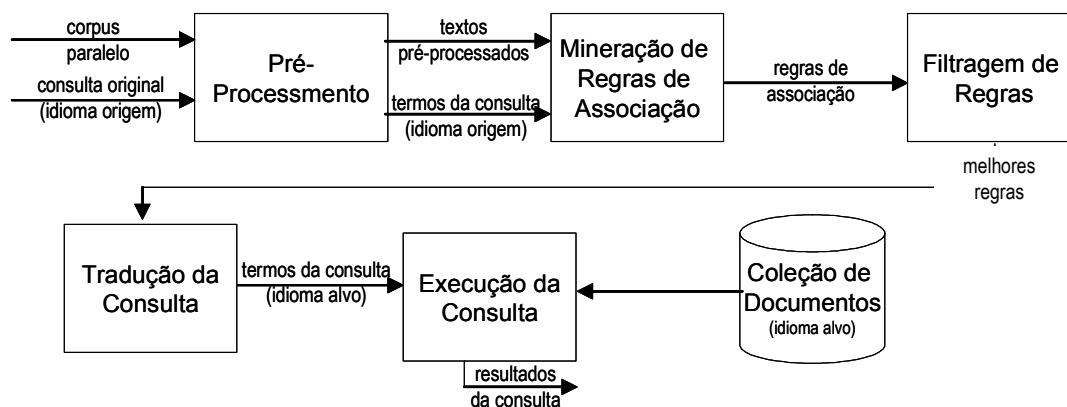 corpus
paralelo
consulta original
(idioma origem)
Pré-
Processmento
textos
pré-processados
termos da consulta
(idioma origem)
Mineração de
Regras de
Associação
regras de
associação
Filtragem de
Regras
melhores
regras
Tradução da
Consulta
termos da consulta
(idioma alvo)
Execução da
Consulta
Coleção de
Documentos
(idioma alvo)
resultados
da consulta